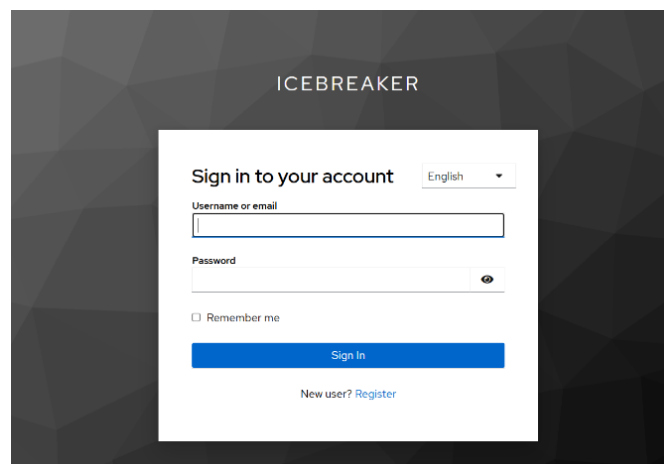 ICEBREAKER
Sign in to your account
English
Username or email
Password
Remember me
Sign In
New user? Register